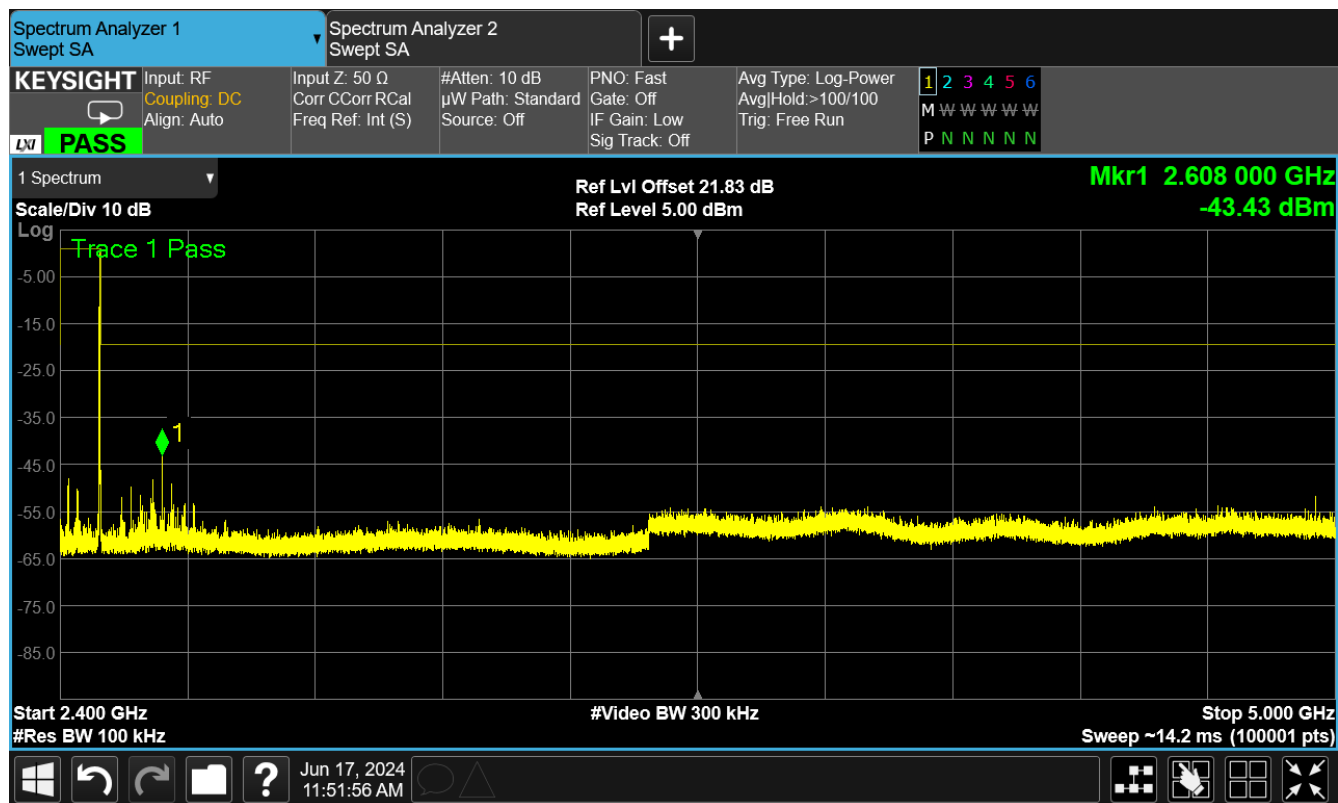 Spectrum Analyzer 1
Swept SA
Spectrum Analyzer 2
Swept SA
KEYSIGHT
LXI PASS
Input: RF
Coupling: DC
Align: Auto
Input Z: 50 Ω
Corr CCorr RCal
Freq Ref: Int (S)
#Atten: 10 dB
µW Path: Standard
Source: Off
PNO: Fast
Gate: Off
IF Gain: Low
Sig Track: Off
Avg Type: Log-Power
Avg|Hold:>100/100
Trig: Free Run
1 2 3 4 5 6
M W W W W W
P N N N N N
1 Spectrum
Scale/Div 10 dB
Ref Lvl Offset 21.83 dB
Ref Level 5.00 dBm
Mkr1 2.608 000 GHz
-43.43 dBm
Log
Trace 1 Pass
-5.00
-15.0
-25.0
-35.0
1
-45.0
-55.0
-65.0
-75.0
-85.0
Start 2.400 GHz
#Res BW 100 kHz
#Video BW 300 kHz
Stop 5.000 GHz
Sweep ~14.2 ms (100001 pts)
?
Jun 17, 2024
11:51:56 AM